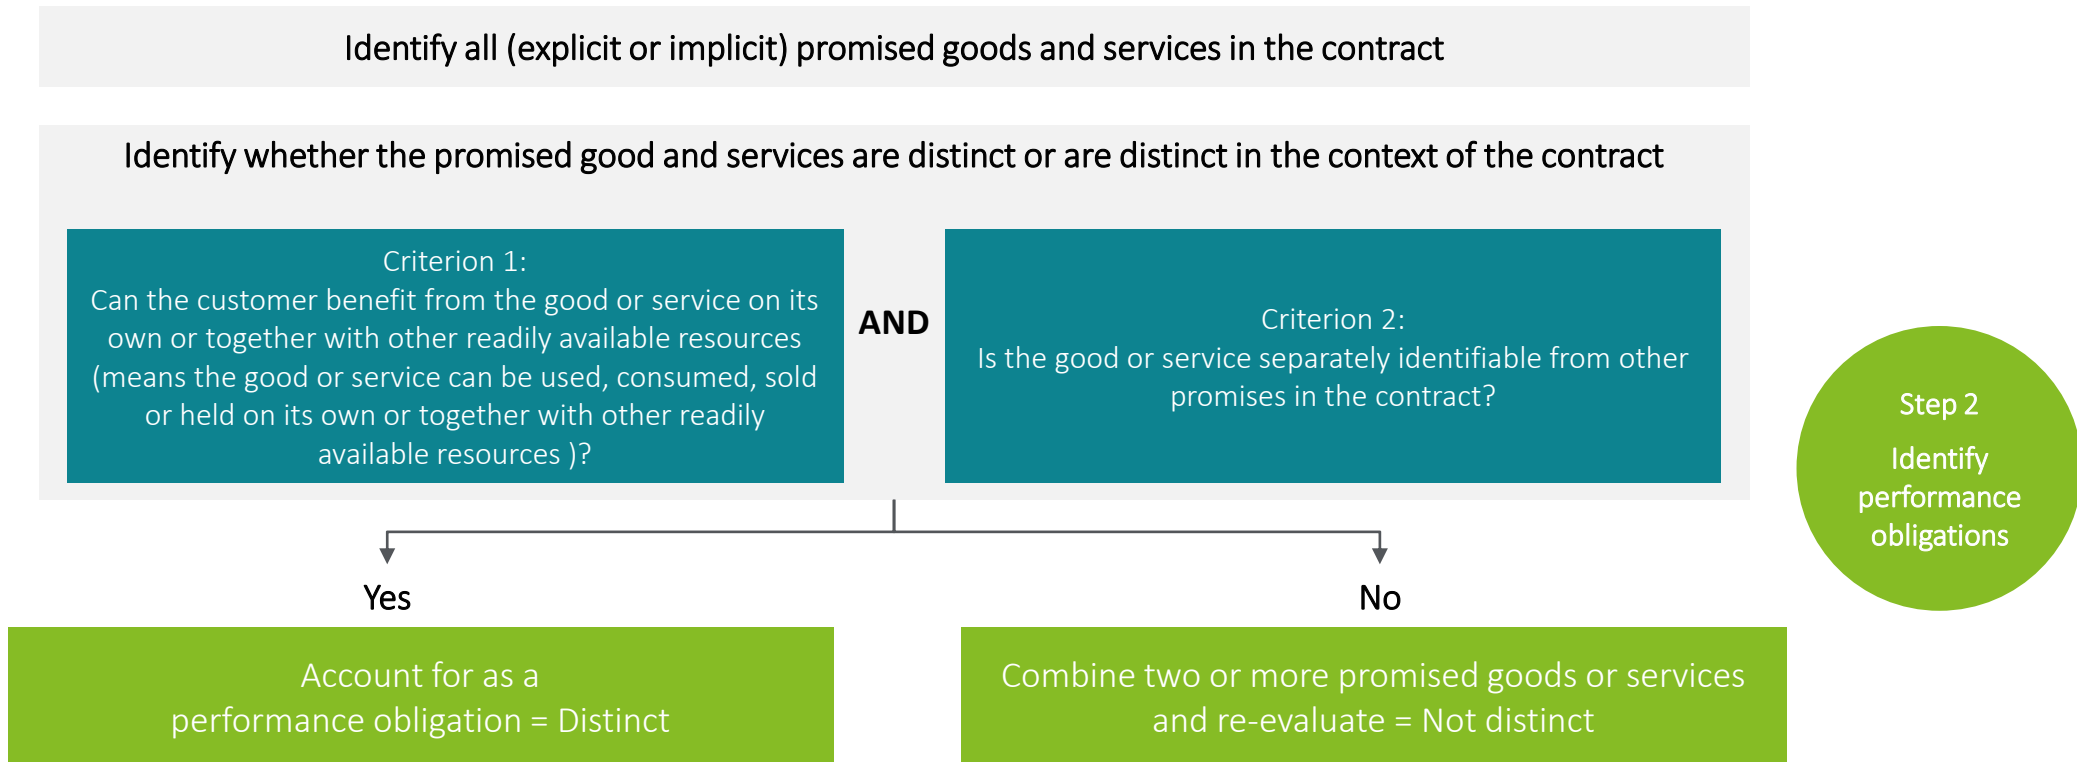 Identify all (explicit or implicit) promised goods and services in the contract
Identify whether the promised good and services are distinct or are distinct in the context of the contract
Criterion 1:
Can the customer benefit from the good or service on its
own or together with other readily available resources
(means the good or service can be used, consumed, sold
or held on its own or together with other readily
available resources )?
AND
Criterion 2:
Is the good or service separately identifiable from other
promises in the contract?
Step 2
Identify
performance
obligations
Yes
No
Account for as a
performance obligation = Distinct
Combine two or more promised goods or services
and re-evaluate = Not distinct